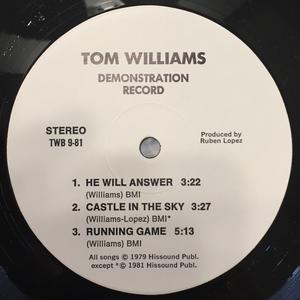 TOM WILLIAMS
DEMONSTRATION
RECORD
STEREO
TWB 9-81
Produced by
Ruben Lopez
1. HE WILL ANSWER 3:22
(Williams) BMI
2. CASTLE IN THE SKY 3:27
(Williams-Lopez) BMI*
3. RUNNING GAME 5:13
(Williams) BMI
All songs © 1979 Hissound Publ.
except *© 1981 Hissound Publ.